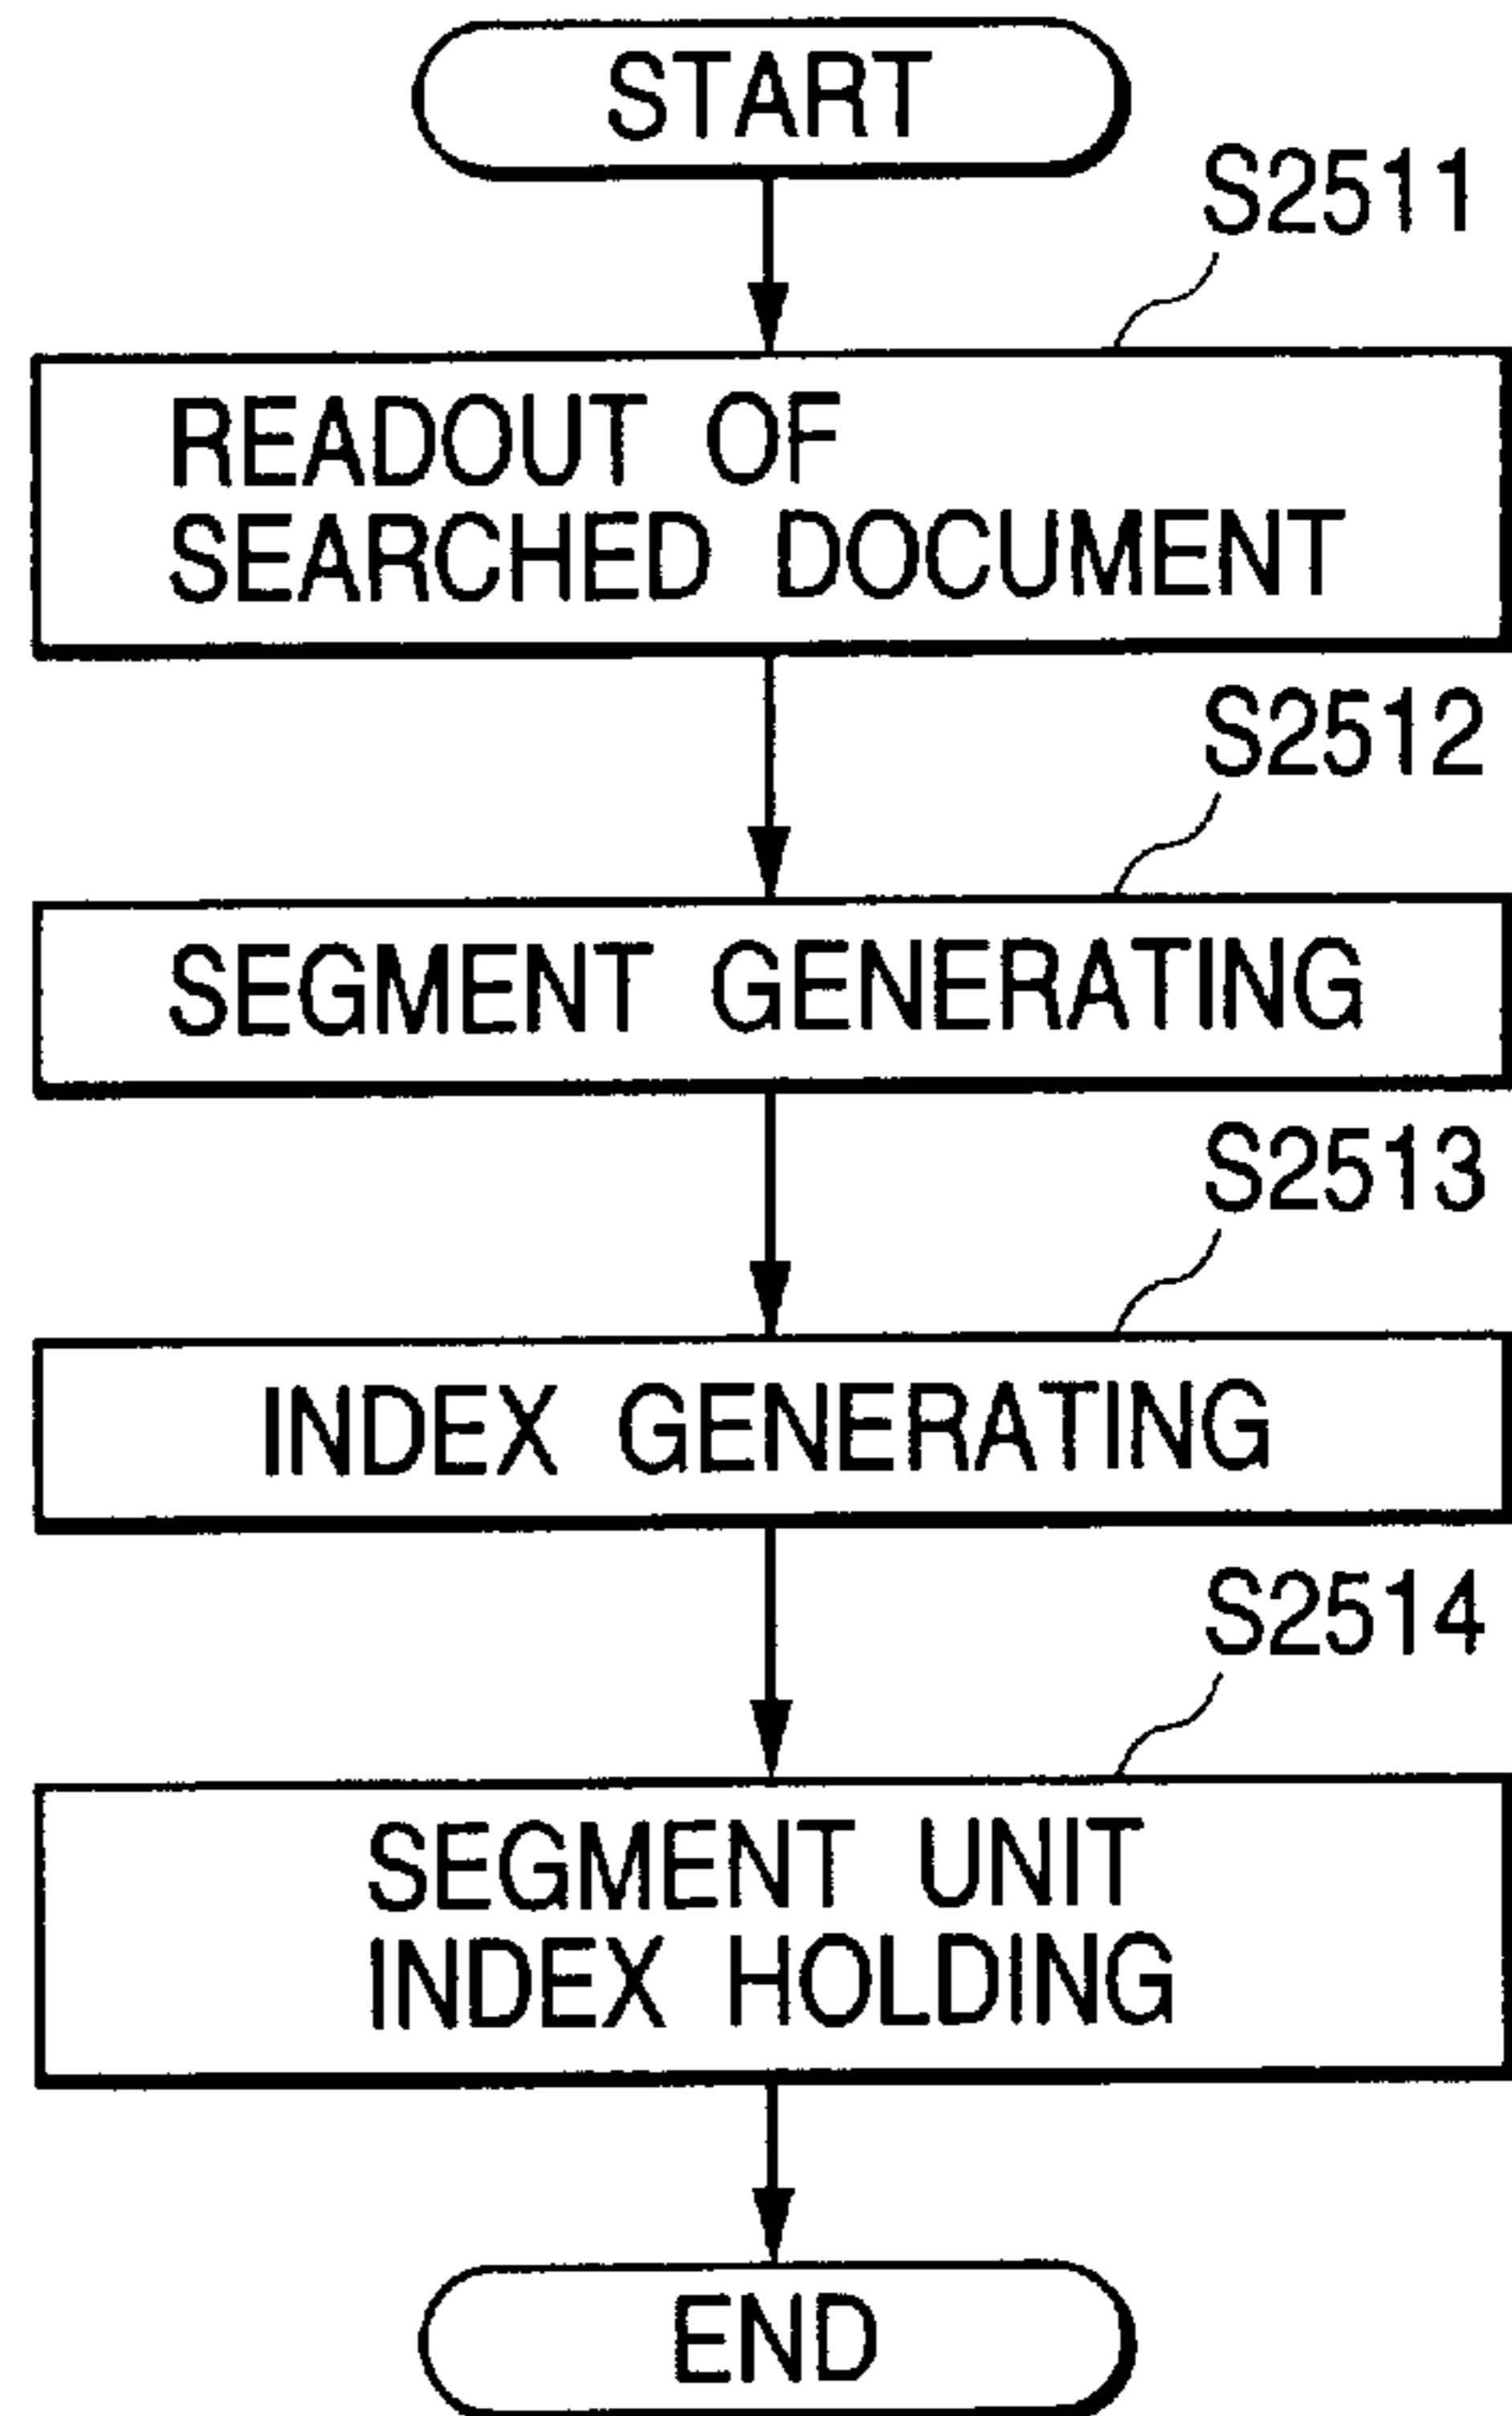 START
S2511
READOUT OF
SEARCHED DOCUMENT
S2512
SEGMENT GENERATING
S2513
INDEX GENERATING
S2514
SEGMENT UNIT
INDEX HOLDING
END